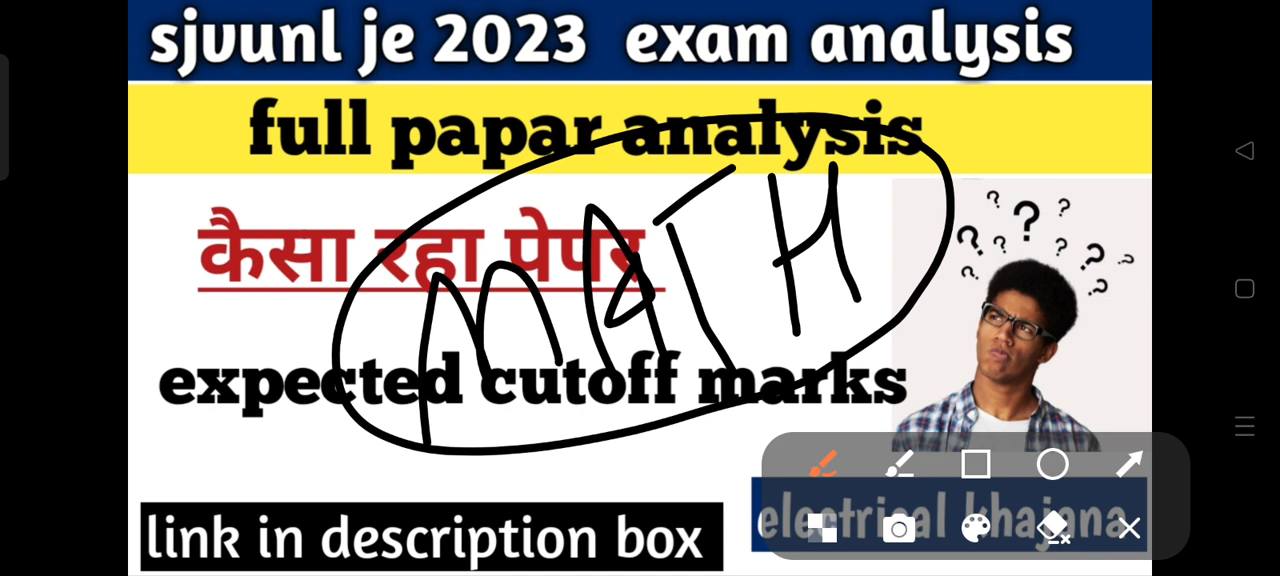 sjvunl je 2023 exam analysis
full papar analysis
कैसा रहा पेपर
MATH
expected cutoff marks
link in description box
electrical khajana